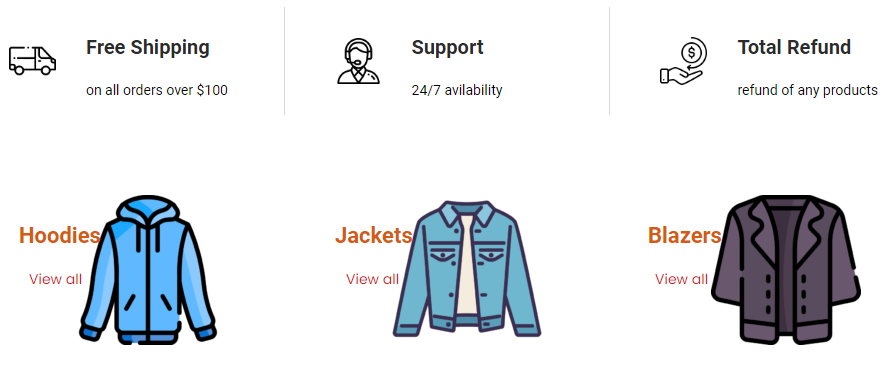 Free Shipping
on all orders over $100
Support
24/7 avilability
Total Refund
refund of any products
Hoodies
View all
Jackets
View all
Blazers
View all